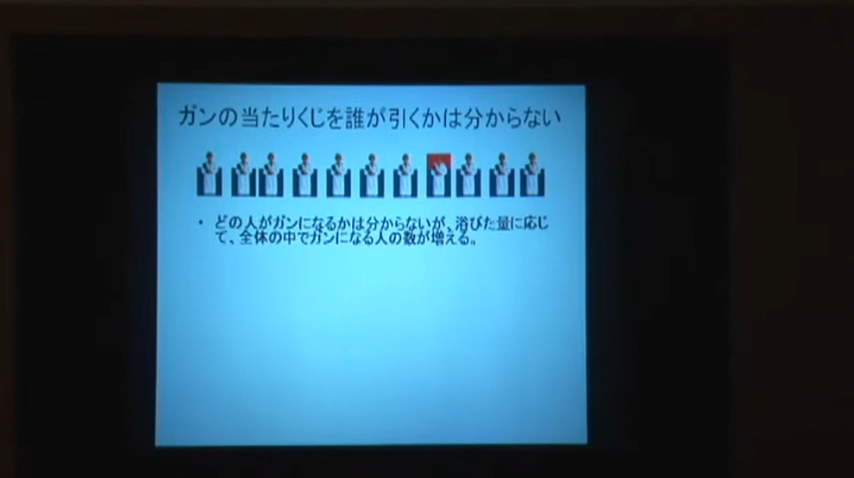 ガンの当たりくじを誰が引くかは分からない
・ どの人がガンになるかは分からないが、浴びた量に応じ
て、全体の中でガンになる人の数が増える。